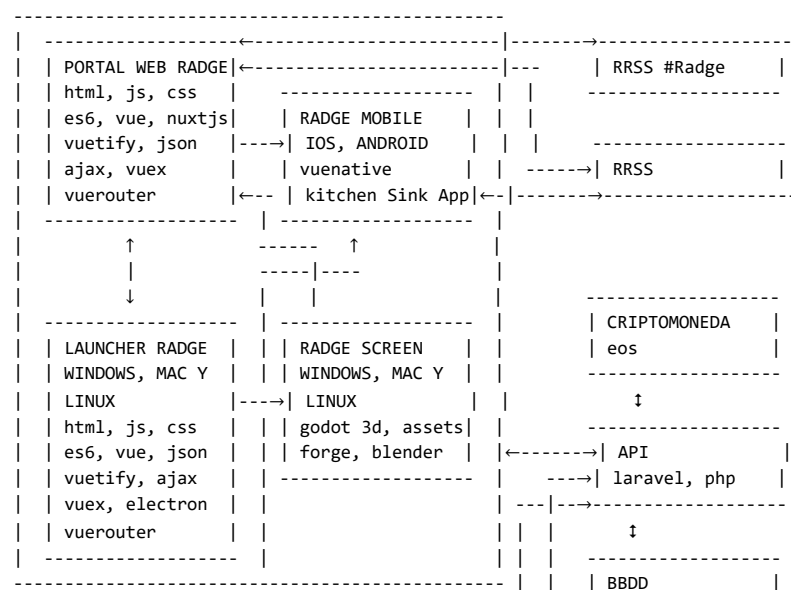 PORTAL WEB RADGE
html, js, css
es6, vue, nuxtjs
vuetify, json
ajax, vuex
vuerouter
RADGE MOBILE
IOS, ANDROID
vuenative
kitchen Sink App
RRSS #Radge
RRSS
LAUNCHER RADGE
WINDOWS, MAC Y
LINUX
html, js, css
es6, vue, json
vuetify, ajax
vuex, electron
vuerouter
RADGE SCREEN
WINDOWS, MAC Y
LINUX
godot 3d, assets
forge, blender
CRIPTOMONEDA
eos
API
laravel, php
BBDD